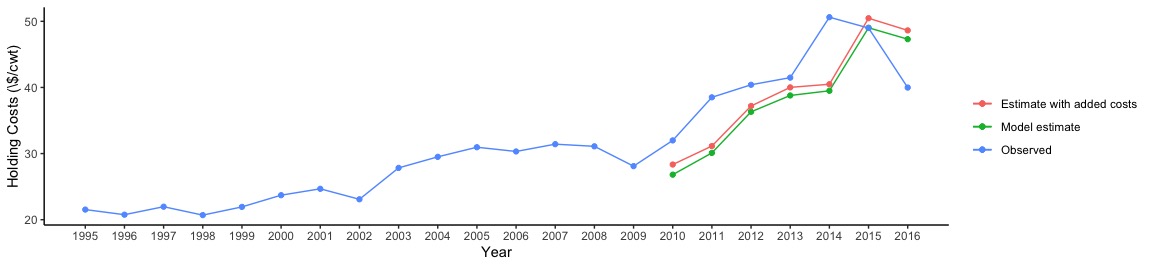 Holding Costs (\$/cwt)
50
40
30
20
1995 1996 1997 1998 1999 2000 2001 2002 2003 2004 2005 2006 2007 2008 2009 2010 2011 2012 2013 2014 2015 2016
Year
Estimate with added costs
Model estimate
Observed